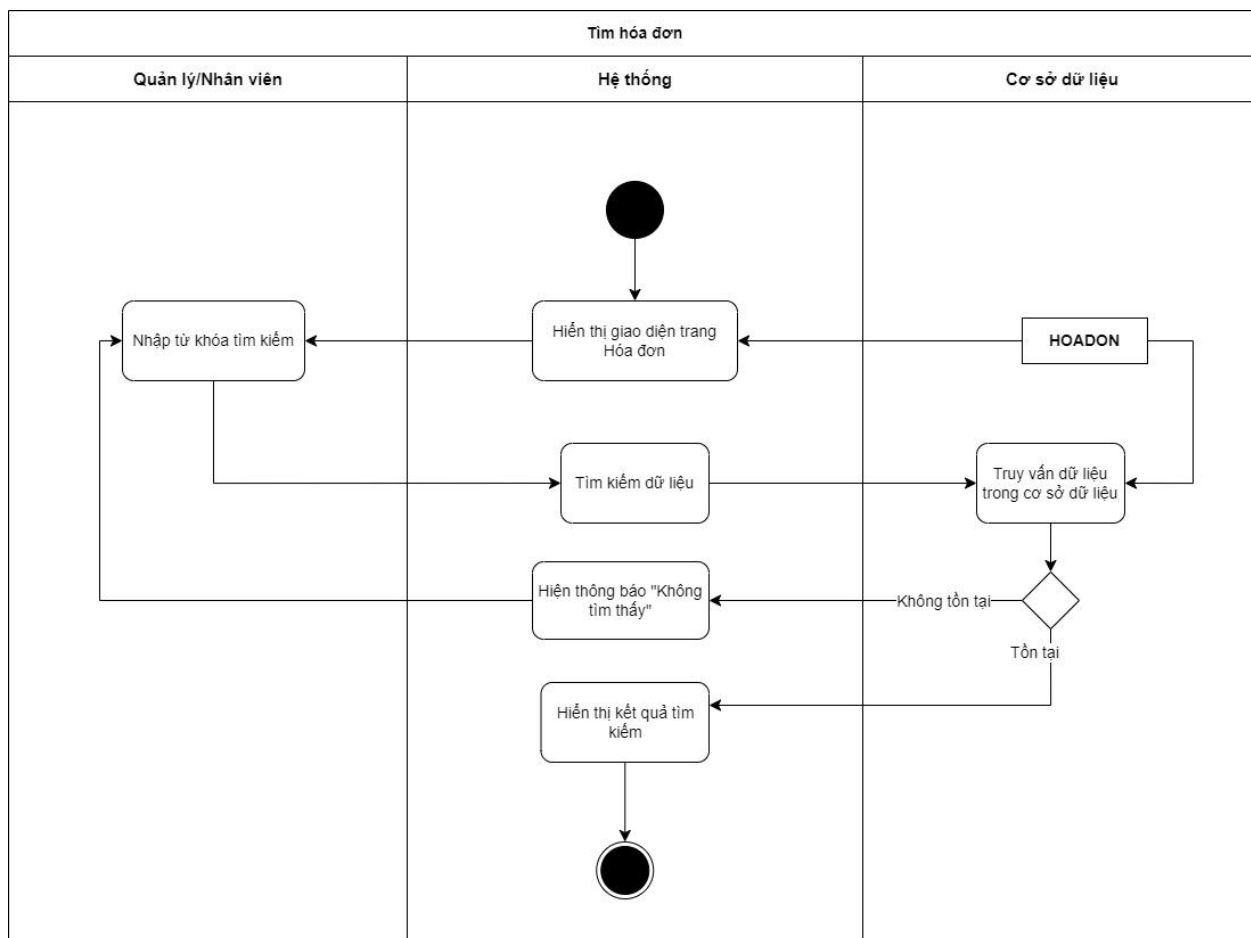 Tìm hóa đơn
Quản lý/Nhân viên
Hệ thống
Cơ sở dữ liệu
Nhập từ khóa tìm kiếm
Hiển thị giao diện trang
Hóa đơn
HOADON
Tìm kiếm dữ liệu
Truy vấn dữ liệu
trong cơ sở dữ liệu
Hiện thông báo "Không
tìm thấy"
Không tồn tại
Tồn tại
Hiển thị kết quả tìm
kiếm